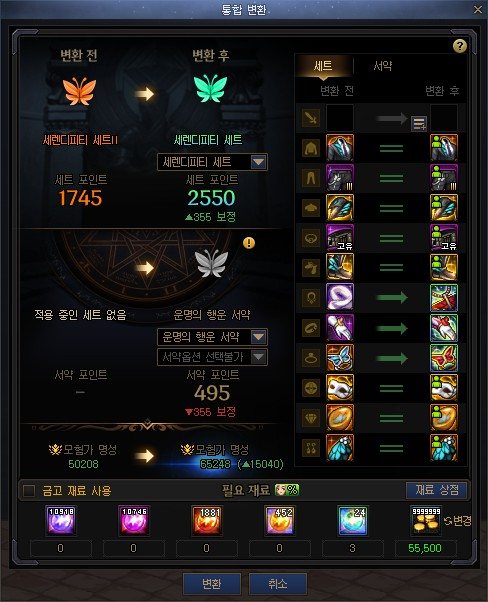 통합 변환
변환 전 변환 후
세렌디피티 세트II 세렌디피티 세트
세렌디피티 세트
세트 포인트 세트 포인트
1745 2550
▲355 보정
적용 중인 세트 없음 운명의 행운 서약
운명의 행운 서약
서약옵션 선택불가
서약 포인트 서약 포인트
- 495
▼355 보정
모험가 명성 모험가 명성
50208 65248 (▲15040)
세트 서약
변환 전 변환 후
III III
고유 고유
금고 재료 사용 필요 재료 % 재료 상점
10918 10746 1881 452 24 9999999 변경
0 0 0 0 3 55,500
변환 취소